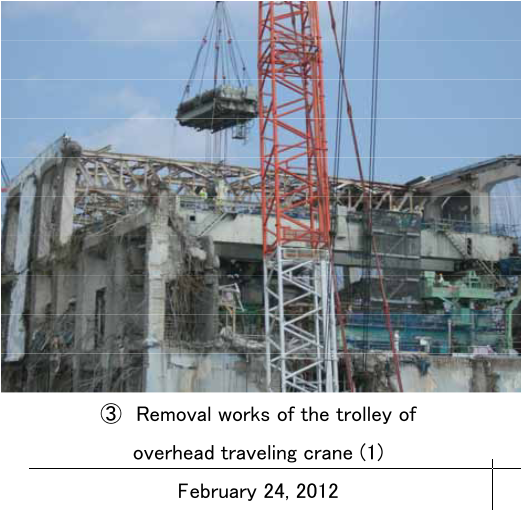 ③ Removal works of the trolley of
overhead traveling crane (1)
February 24, 2012